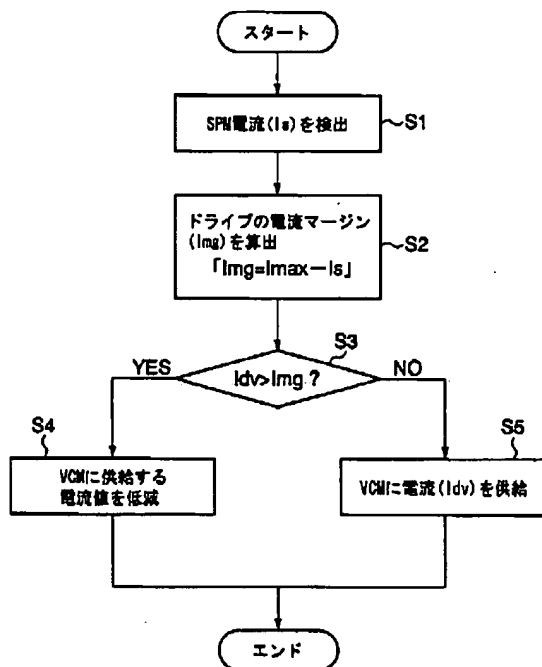 スタート
SPM電流(Is)を検出
S1
ドライブの電流マージン
(Img)を算出
「Img=Imax－Is」
S2
S3
YES
Idv>Img ?
NO
S4
S5
VCMに供給する
電流値を低減
VCMに電流(Idv)を供給
エンド